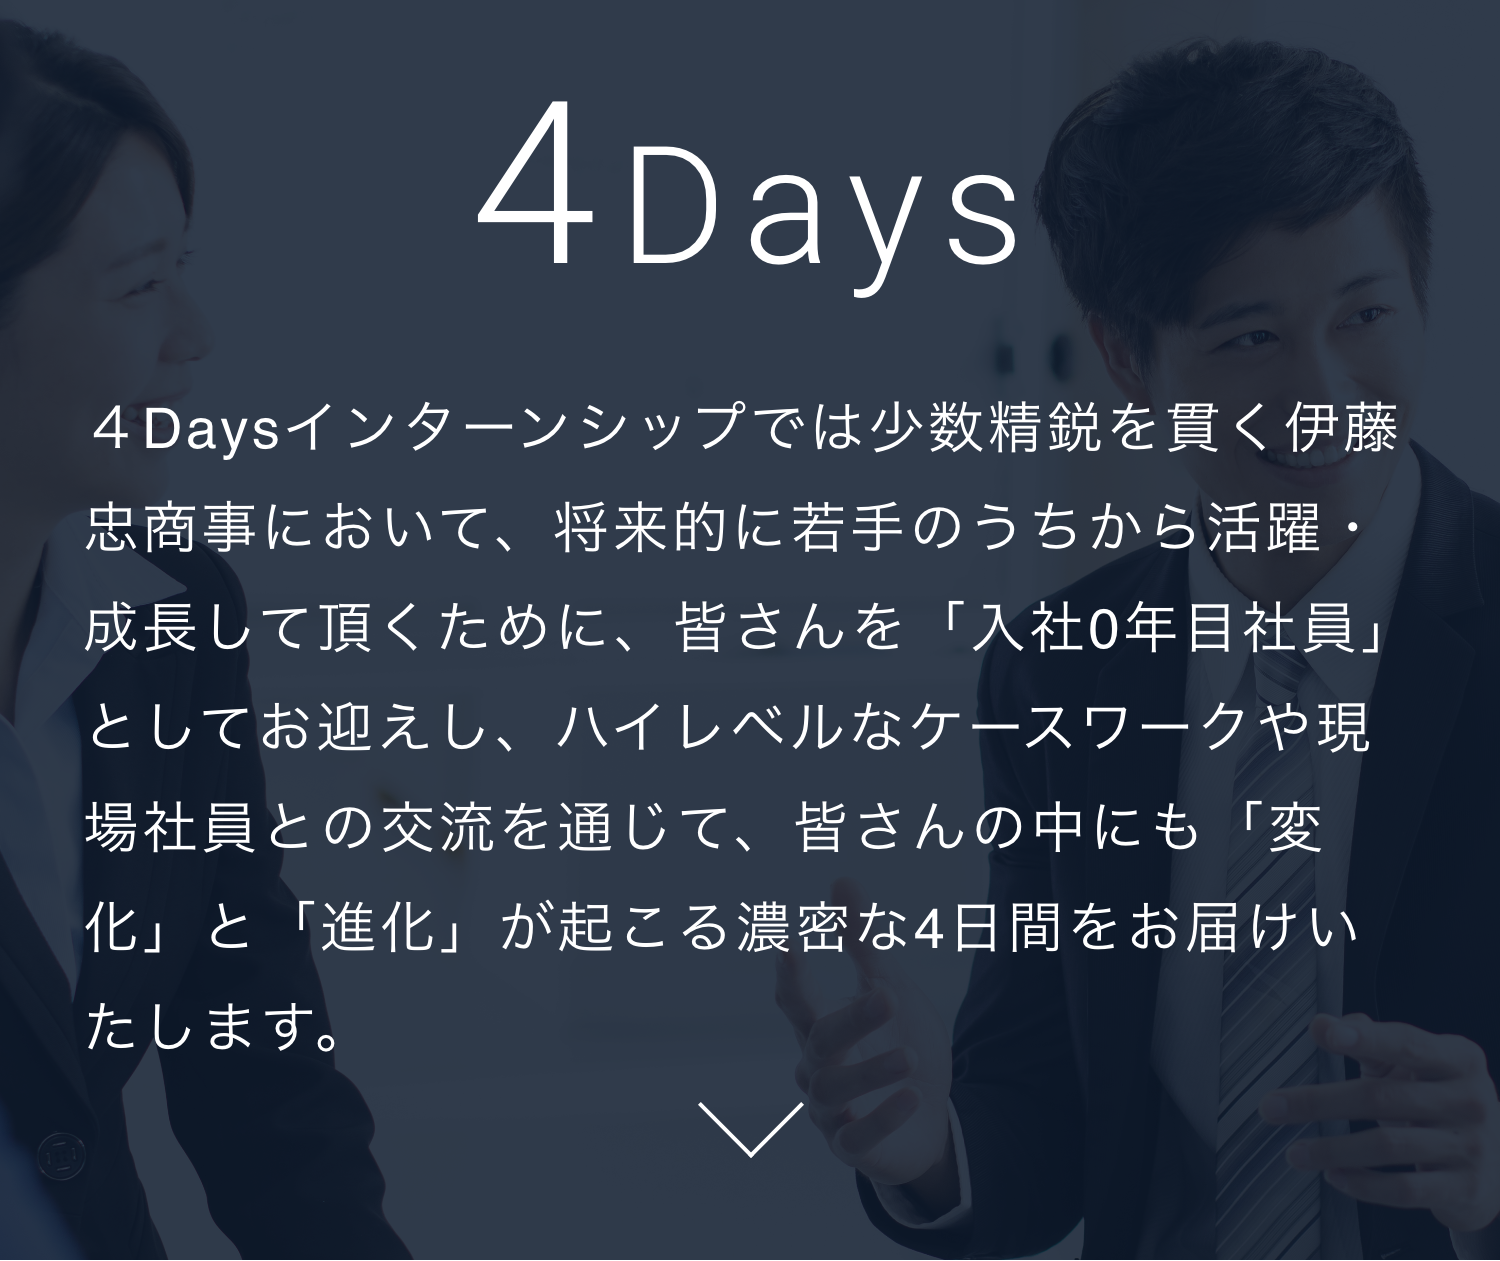 4Days
４Daysインターンシップでは少数精鋭を貫く伊藤
忠商事において、将来的に若手のうちから活躍・
成長して頂くために、皆さんを「入社0年目社員」
としてお迎えし、ハイレベルなケースワークや現
場社員との交流を通じて、皆さんの中にも「変
化」と「進化」が起こる濃密な4日間をお届けい
たします。